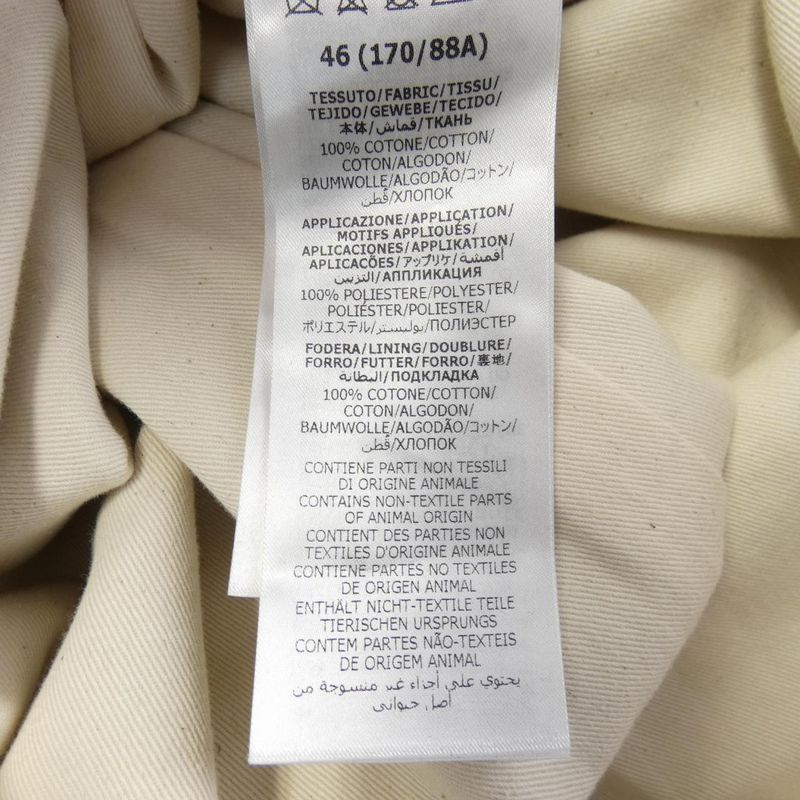 46 (170/88A)
TESSUTO/FABRIC/TISSU/
TEJIDO/GEWEBE/TECIDO/
本体/قماش/ТКАНЬ
100% COTONE/COTTON/
COTON/ALGODON/
BAUMWOLLE/ALGODÃO/コットン/
قُطن/ХЛОПОК
APPLICAZIONE/APPLICATION/
MOTIFS APPLIQUÉS/
APLICACIONES/APPLIKATION/
APLICACÕES/アップリケ/أقمشة
التزيين/АППЛИКАЦИЯ
100% POLIESTERE/POLYESTER/
POLIÉSTER/POLIESTER/
ポリエステル/بوليستر/ПОЛИЭСТЕР
FODERA/LINING/DOUBLURE/
FORRO/FUTTER/FORRO/裏地/
البطانة/ПОДКЛАДКА
100% COTONE/COTTON/
COTON/ALGODON/
BAUMWOLLE/ALGODÃO/コットン/
قُطن/ХЛОПОК
CONTIENE PARTI NON TESSILI
DI ORIGINE ANIMALE
CONTAINS NON-TEXTILE PARTS
OF ANIMAL ORIGIN
CONTIENT DES PARTIES NON
TEXTILES D'ORIGINE ANIMALE
CONTIENE PARTES NO TEXTILES
DE ORIGEN ANIMAL
ENTHÄLT NICHT-TEXTILE TEILE
TIERISCHEN URSPRUNGS
CONTEM PARTES NÃO-TEXTEIS
DE ORIGEM ANIMAL
يحتوي على أجزاء غير منسوجة من
أصل حيواني